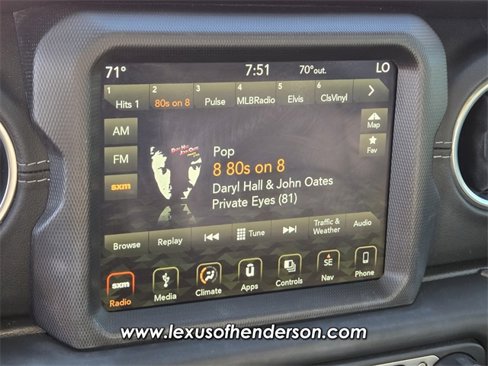 71° 7:51 70°out. LO
1 2 3 4 5 6
Hits 1 80s on 8 Pulse MLBRadio Elvis ClsVinyl
AM
Map
FM
Fav
sxm
Pop
8 80s on 8
Daryl Hall & John Oates
Private Eyes (81)
Browse Replay Tune Traffic & Weather Audio
sxm SE
Radio Media Climate Apps Controls Nav Phone
www.lexusofhenderson.com